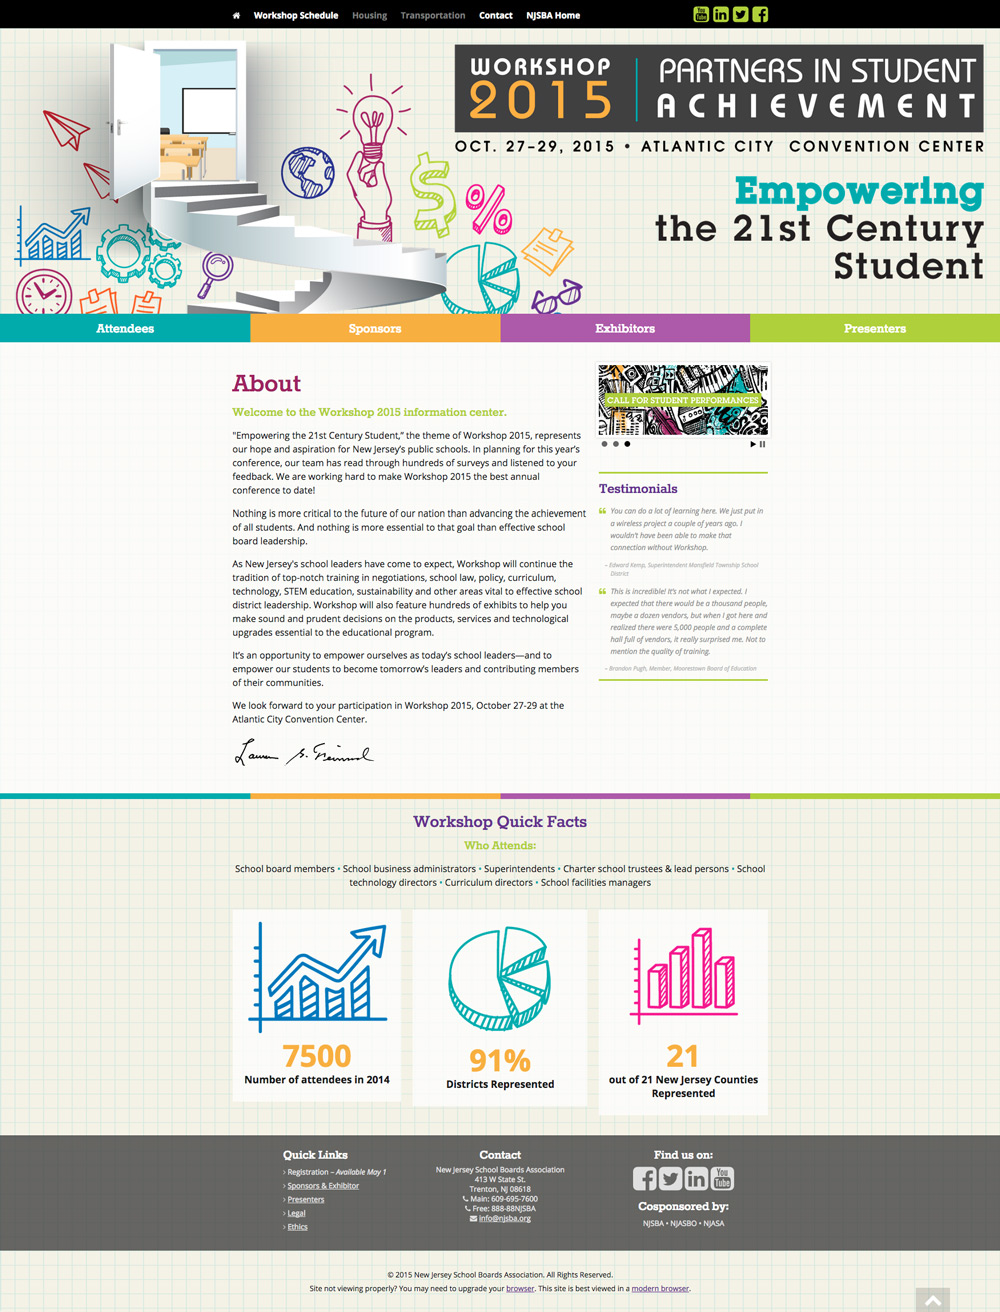 Workshop Schedule Housing Transportation Contact NJSBA Home
You Tube in
WORKSHOP 2015 PARTNERS IN STUDENT ACHIEVEMENT
OCT. 27-29, 2015 • ATLANTIC CITY CONVENTION CENTER
Empowering
the 21st Century
Student
Attendees Sponsors Exhibitors Presenters
About
Welcome to the Workshop 2015 information center.
"Empowering the 21st Century Student," the theme of Workshop 2015, represents
our hope and aspiration for New Jersey's public schools. In planning for this year's
conference, our team has read through hundreds of surveys and listened to your
feedback. We are working hard to make Workshop 2015 the best annual
conference to date!
Nothing is more critical to the future of our nation than advancing the achievement
of all students. And nothing is more essential to that goal than effective school
board leadership.
As New Jersey's school leaders have come to expect, Workshop will continue the
tradition of top-notch training in negotiations, school law, policy, curriculum,
technology, STEM education, sustainability and other areas vital to effective school
district leadership. Workshop will also feature hundreds of exhibits to help you
make sound and prudent decisions on the products, services and technological
upgrades essential to the educational program.
It's an opportunity to empower ourselves as today's school leaders—and to
empower our students to become tomorrow's leaders and contributing members
of their communities.
We look forward to your participation in Workshop 2015, October 27-29 at the
Atlantic City Convention Center.
CALL FOR STUDENT PERFORMANCES
Testimonials
You can do a lot of learning here. We just put in
a wireless project a couple of years ago. I
wouldn't have been able to make that
connection without Workshop.
– Edward Kemp, Superintendent Mansfield Township School
District
This is incredible! It's not what I expected. I
expected that there would be a thousand people,
maybe a dozen vendors, but when I got here and
realized there were 5,000 people and a complete
hall full of vendors, it really surprised me. Not to
mention the quality of training.
– Brandon Pugh, Member, Moorestown Board of Education
Workshop Quick Facts
Who Attends:
School board members • School business administrators • Superintendents • Charter school trustees & lead persons • School
technology directors • Curriculum directors • School facilities managers
7500
Number of attendees in 2014
91%
Districts Represented
21
out of 21 New Jersey Counties
Represented
Quick Links
› Registration – Available May 1
› Sponsors & Exhibitor
› Presenters
› Legal
› Ethics
Contact
New Jersey School Boards Association
413 W State St.
Trenton, NJ 08618
Main: 609-695-7600
Free: 888-88NJSBA
info@njsba.org
Find us on:
in You Tube
Cosponsored by:
NJSBA • NJASBO • NJASA
© 2015 New Jersey School Boards Association. All Rights Reserved.
Site not viewing properly? You may need to upgrade your browser. This site is best viewed in a modern browser.